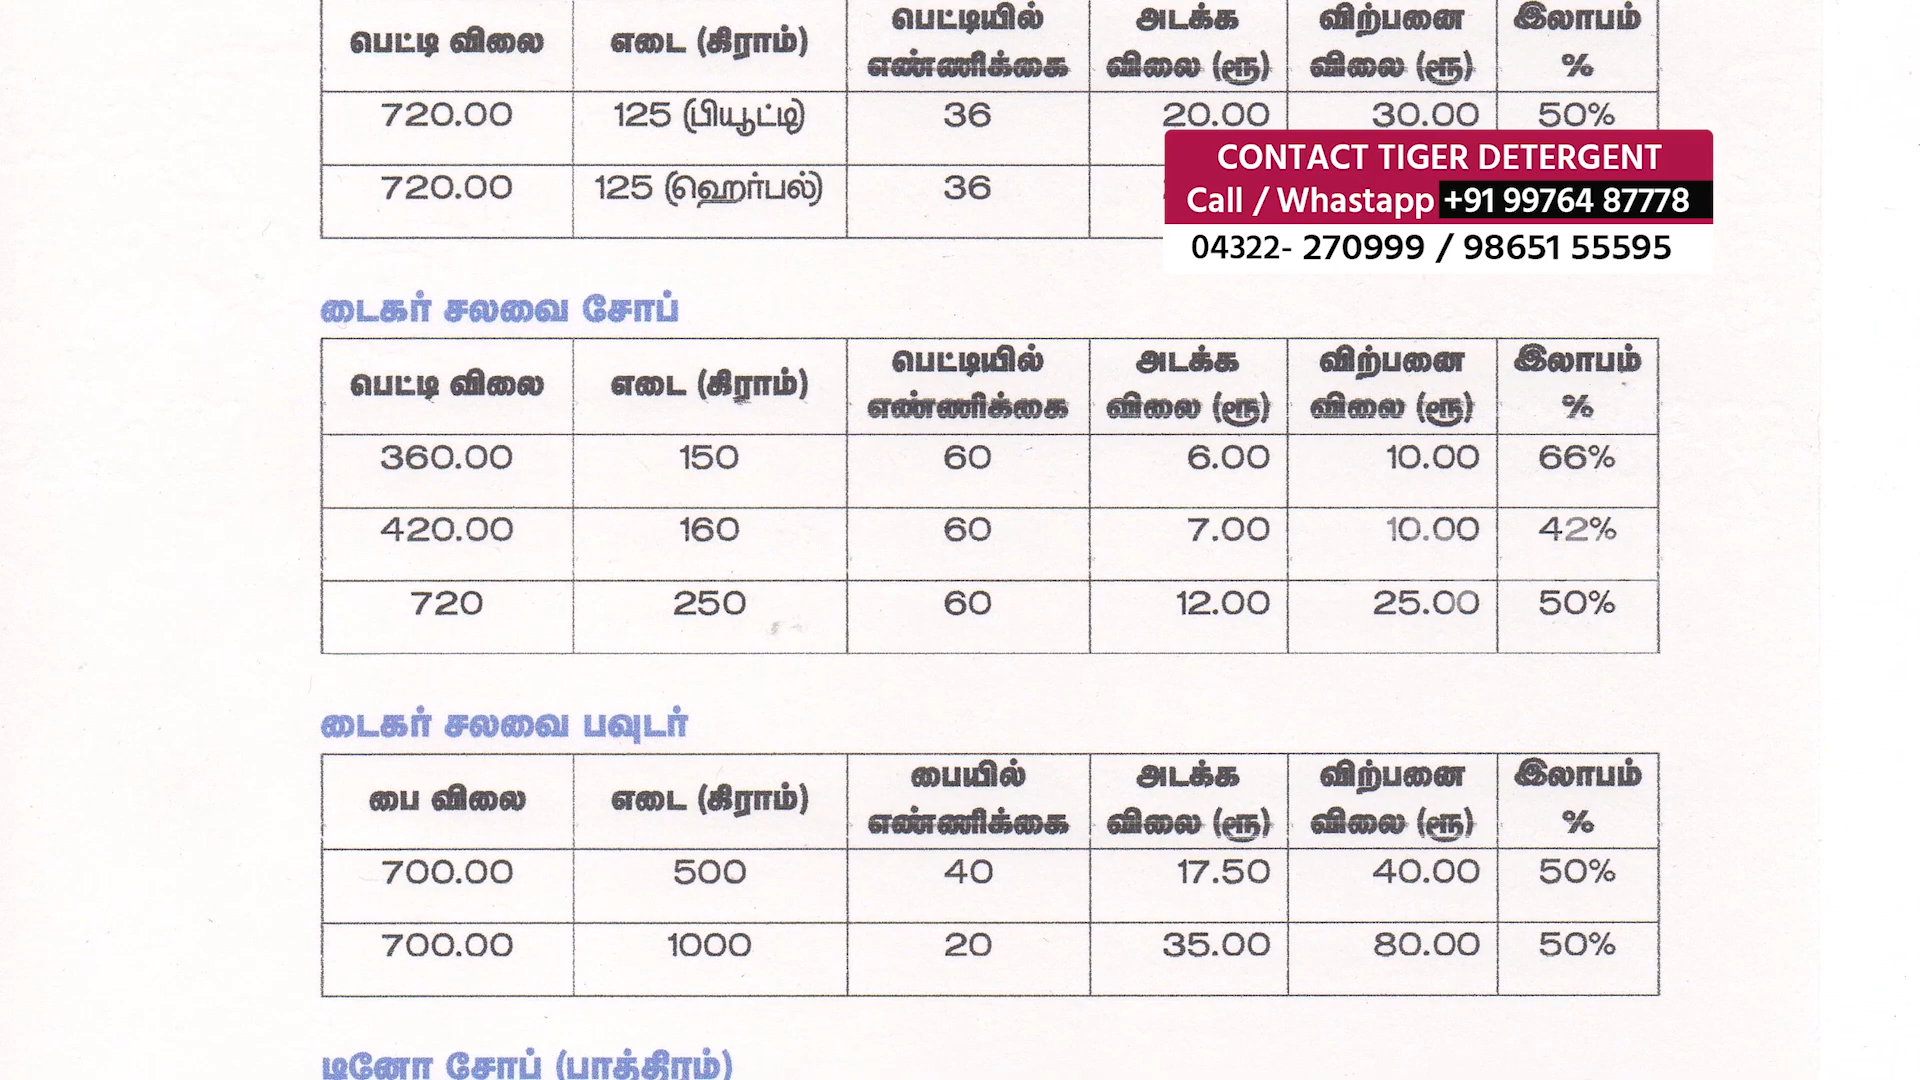 பெட்டி விலை எடை (கிராம்) பெட்டியில் எண்ணிக்கை அடக்க விலை (ரூ) விற்பனை விலை (ரூ) இலாபம் %
720.00 125 (பியூட்டி) 36 20.00 30.00 50%
720.00 125 (ஹெர்பல்) 36
CONTACT TIGER DETERGENT
Call / Whastapp +91 99764 87778
04322- 270999 / 98651 55595
டைகர் சலவை சோப்
பெட்டி விலை எடை (கிராம்) பெட்டியில் எண்ணிக்கை அடக்க விலை (ரூ) விற்பனை விலை (ரூ) இலாபம் %
360.00 150 60 6.00 10.00 66%
420.00 160 60 7.00 10.00 42%
720 250 60 12.00 25.00 50%
டைகர் சலவை பவுடர்
பை விலை எடை (கிராம்) பையில் எண்ணிக்கை அடக்க விலை (ரூ) விற்பனை விலை (ரூ) இலாபம் %
700.00 500 40 17.50 40.00 50%
700.00 1000 20 35.00 80.00 50%
டினோ சோப் (பாத்திரம்)